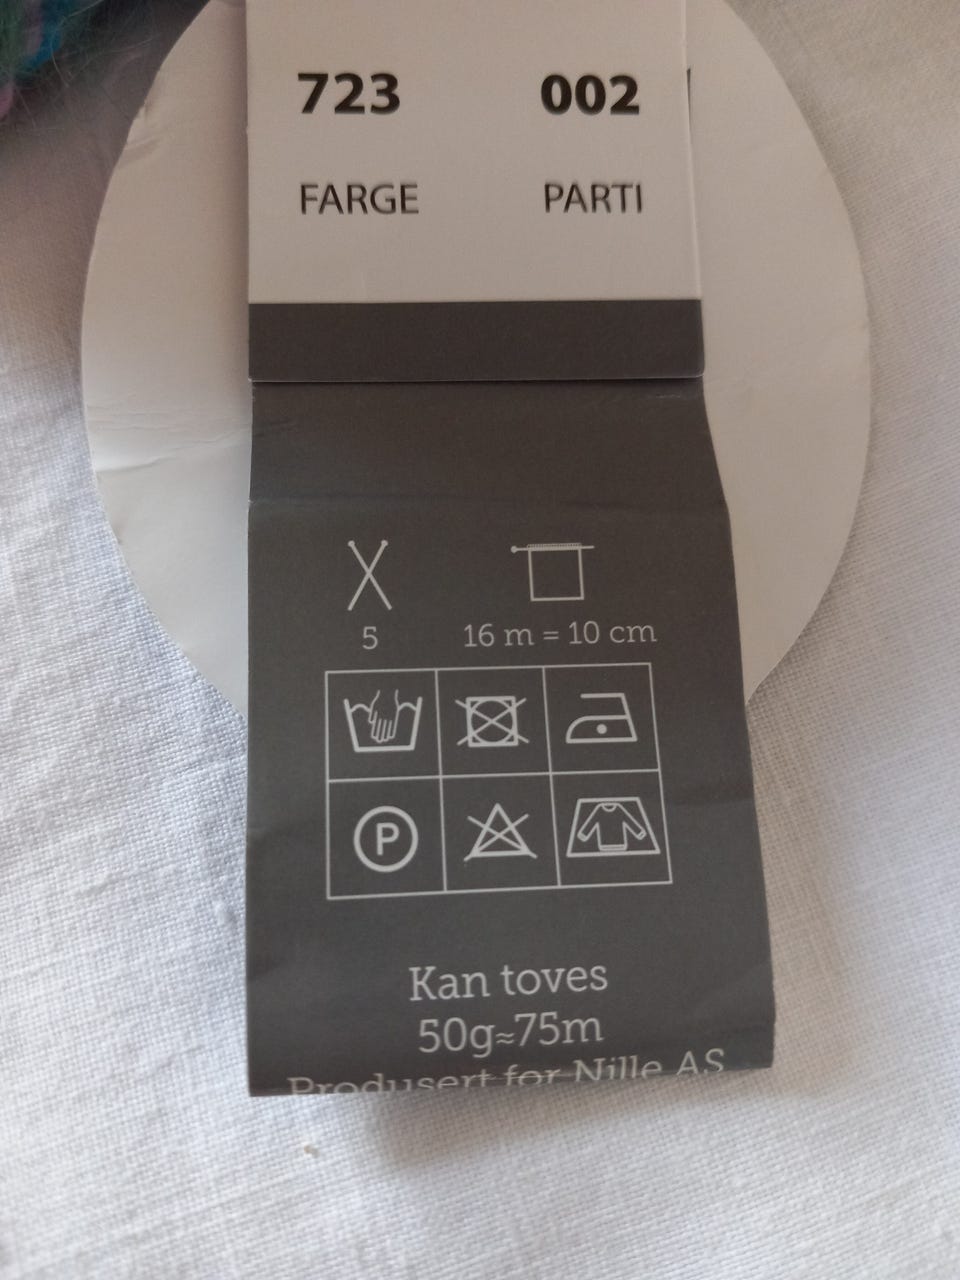 723 002
FARGE PARTI
5 16 m = 10 cm
P
Kan toves
50g≈75m
Produsert for Nille AS